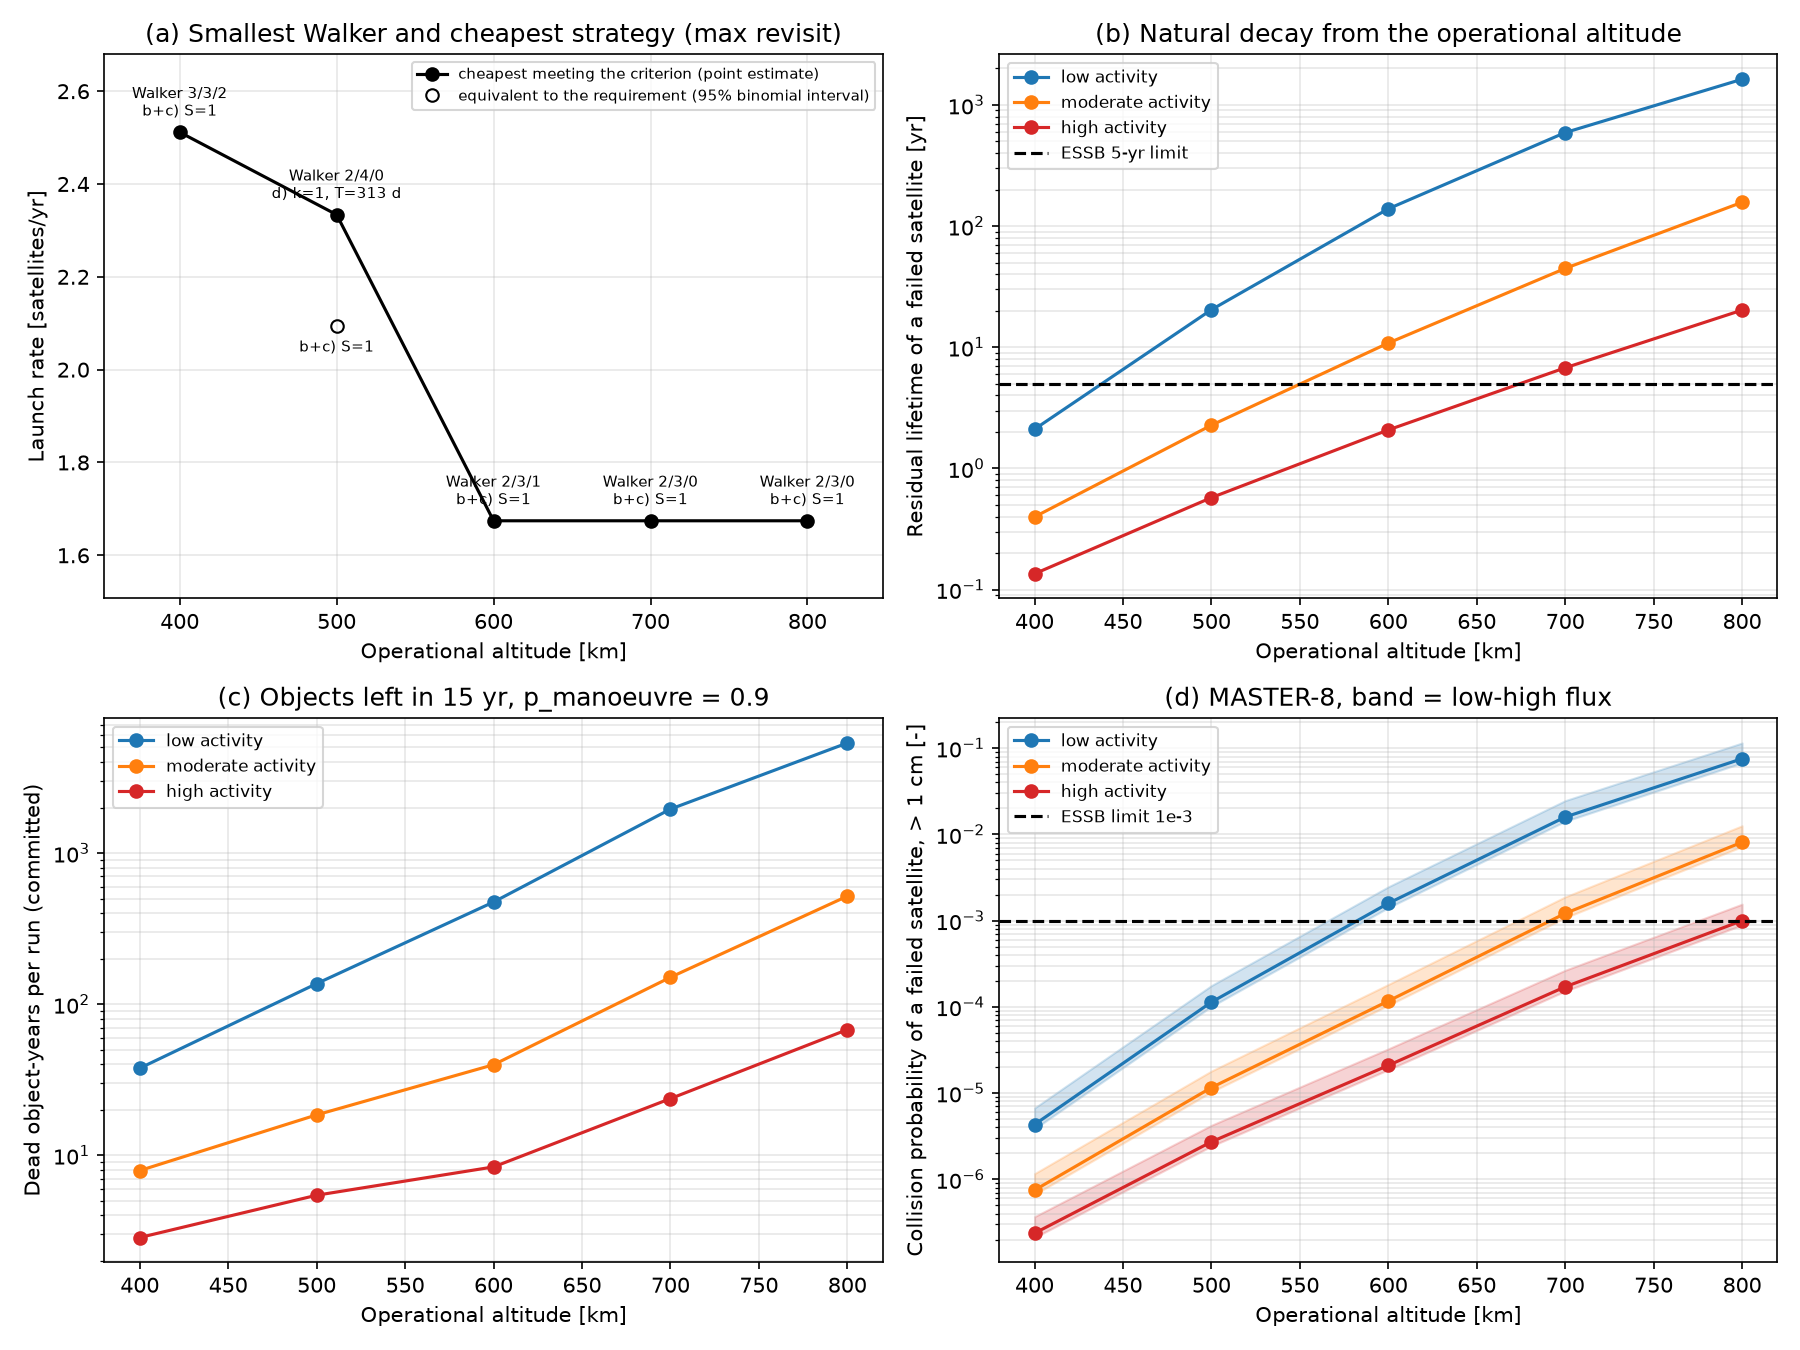 (a) Smallest Walker and cheapest strategy (max revisit)
cheapest meeting the criterion (point estimate)
equivalent to the requirement (95% binomial interval)
Walker 3/3/2
b+c) S=1
Walker 2/4/0
d) k=1, T=313 d
b+c) S=1
Walker 2/3/1
b+c) S=1
Walker 2/3/0
b+c) S=1
Walker 2/3/0
b+c) S=1
2.6
2.4
2.2
2.0
1.8
1.6
Launch rate [satellites/yr]
400 500 600 700 800
Operational altitude [km]
(b) Natural decay from the operational altitude
low activity
moderate activity
high activity
ESSB 5-yr limit
10³
10²
10¹
10⁰
10⁻¹
Residual lifetime of a failed satellite [yr]
400 450 500 550 600 650 700 750 800
Operational altitude [km]
(c) Objects left in 15 yr, p_manoeuvre = 0.9
low activity
moderate activity
high activity
10³
10²
10¹
Dead object-years per run (committed)
400 450 500 550 600 650 700 750 800
Operational altitude [km]
(d) MASTER-8, band = low-high flux
low activity
moderate activity
high activity
ESSB limit 1e-3
10⁻¹
10⁻²
10⁻³
10⁻⁴
10⁻⁵
10⁻⁶
Collision probability of a failed satellite, > 1 cm [-]
400 450 500 550 600 650 700 750 800
Operational altitude [km]